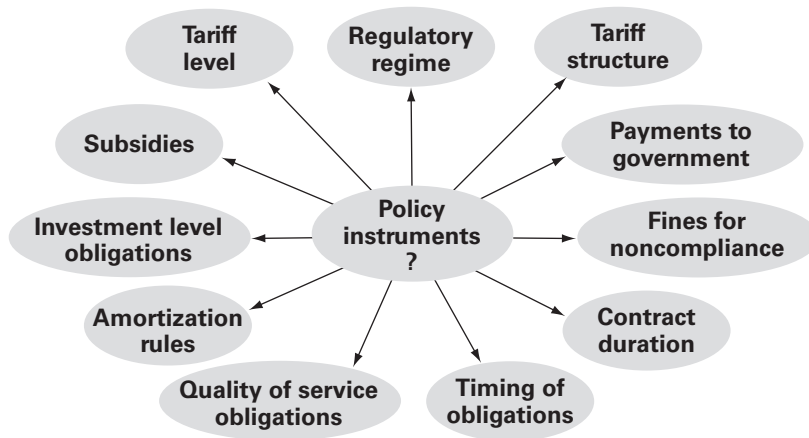 Tariff
level
Regulatory
regime
Tariff
structure
Subsidies
Payments to
government
Policy
instruments
?
Investment level
obligations
Fines for
noncompliance
Amortization
rules
Contract
duration
Quality of service
obligations
Timing of
obligations